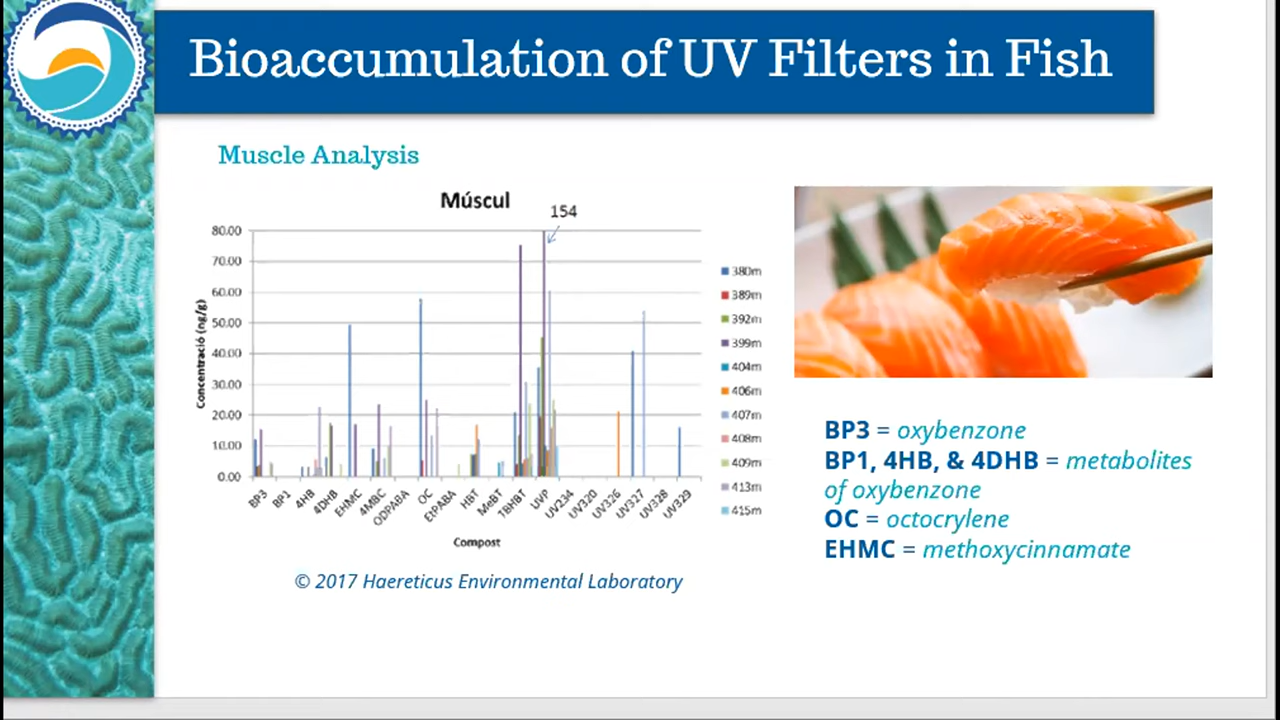 Bioaccumulation of UV Filters in Fish
Muscle Analysis
Múscul
154
80.00
70.00
60.00
50.00
40.00
30.00
20.00
10.00
0.00
Concentració (ng/g)
BP3
BP1
4HB
4DHB
EHMC
4MBC
ODPABA
OC
EtPABA
HBT
MeBT
TBHBT
UVP
UV234
UV320
UV326
UV327
UV328
UV329
Compost
380m
389m
392m
399m
404m
406m
407m
408m
409m
413m
415m
© 2017 Haereticus Environmental Laboratory
BP3 = oxybenzone
BP1, 4HB, & 4DHB = metabolites
of oxybenzone
OC = octocrylene
EHMC = methoxycinnamate